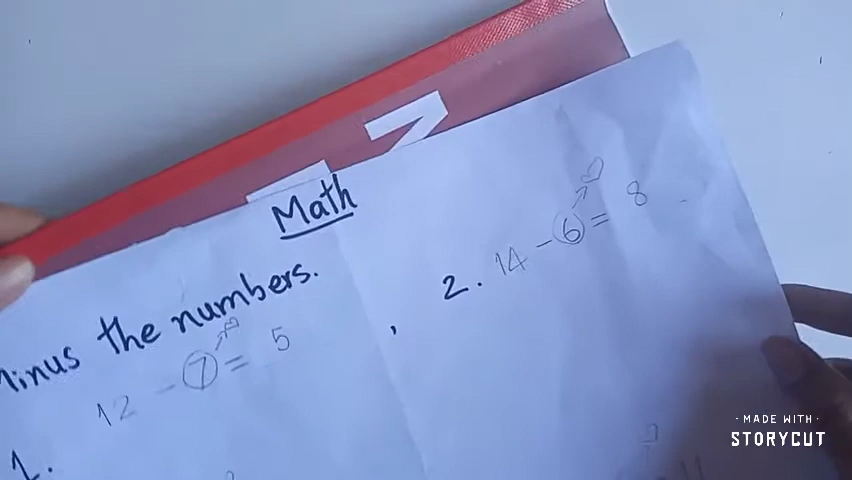 Math
Minus the numbers.
1. 12 - 7 = 5 , 2. 14 - 6 = 8
· MADE WITH ·
STORYCUT